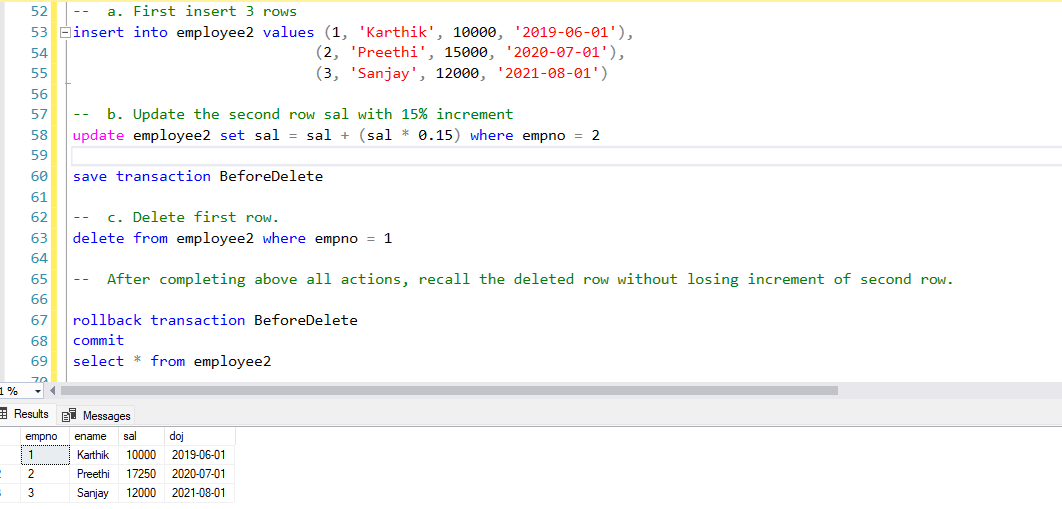 52 -- a. First insert 3 rows
53 insert into employee2 values (1, 'Karthik', 10000, '2019-06-01'),
54 (2, 'Preethi', 15000, '2020-07-01'),
55 (3, 'Sanjay', 12000, '2021-08-01')
56
57 -- b. Update the second row sal with 15% increment
58 update employee2 set sal = sal + (sal * 0.15) where empno = 2
59
60 save transaction BeforeDelete
61
62 -- c. Delete first row.
63 delete from employee2 where empno = 1
64
65 -- After completing above all actions, recall the deleted row without losing increment of second row.
66
67 rollback transaction BeforeDelete
68 commit
69 select * from employee2
70
1 %
Results Messages
empno ename sal doj
1 Karthik 10000 2019-06-01
2 Preethi 17250 2020-07-01
3 Sanjay 12000 2021-08-01